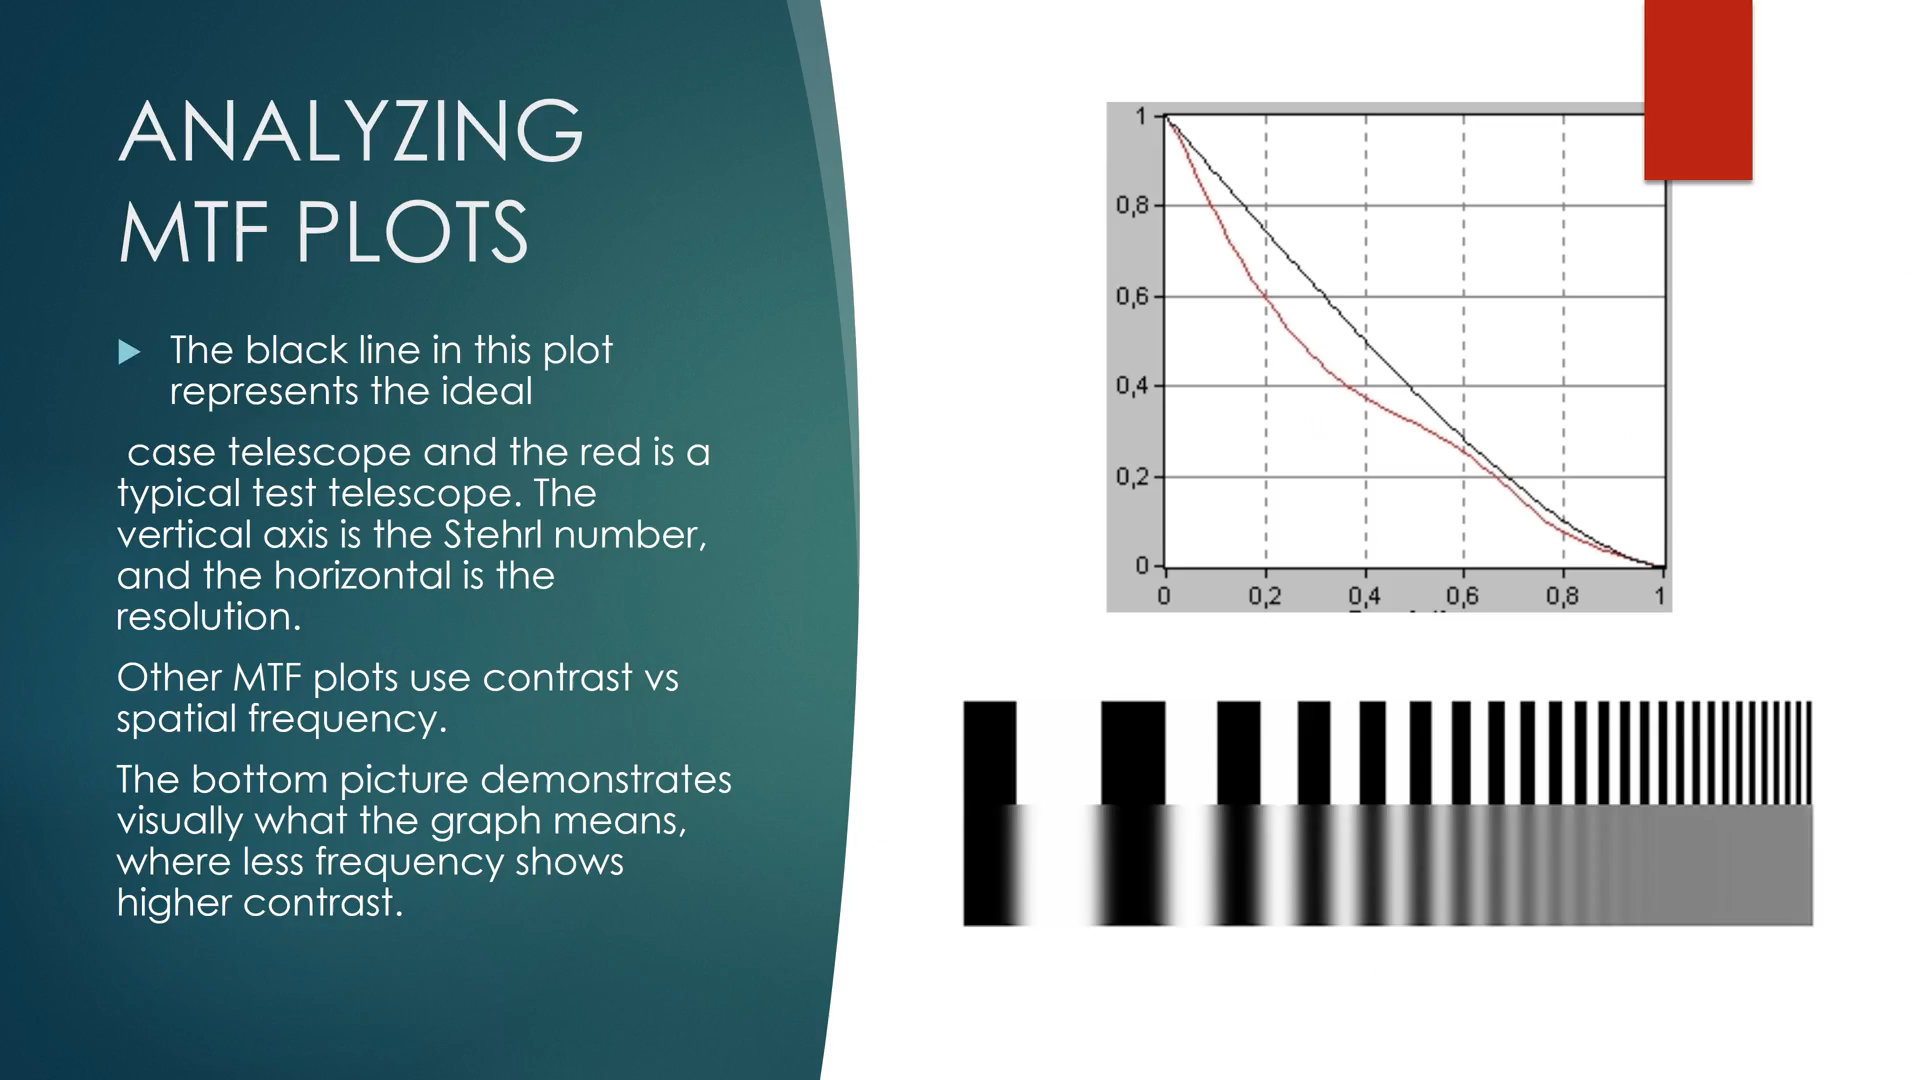 ANALYZING
MTF PLOTS
The black line in this plot
represents the ideal
case telescope and the red is a
typical test telescope. The
vertical axis is the Stehrl number,
and the horizontal is the
resolution.
Other MTF plots use contrast vs
spatial frequency.
The bottom picture demonstrates
visually what the graph means,
where less frequency shows
higher contrast.
1
0,8
0,6
0,4
0,2
0
0 0,2 0,4 0,6 0,8 1